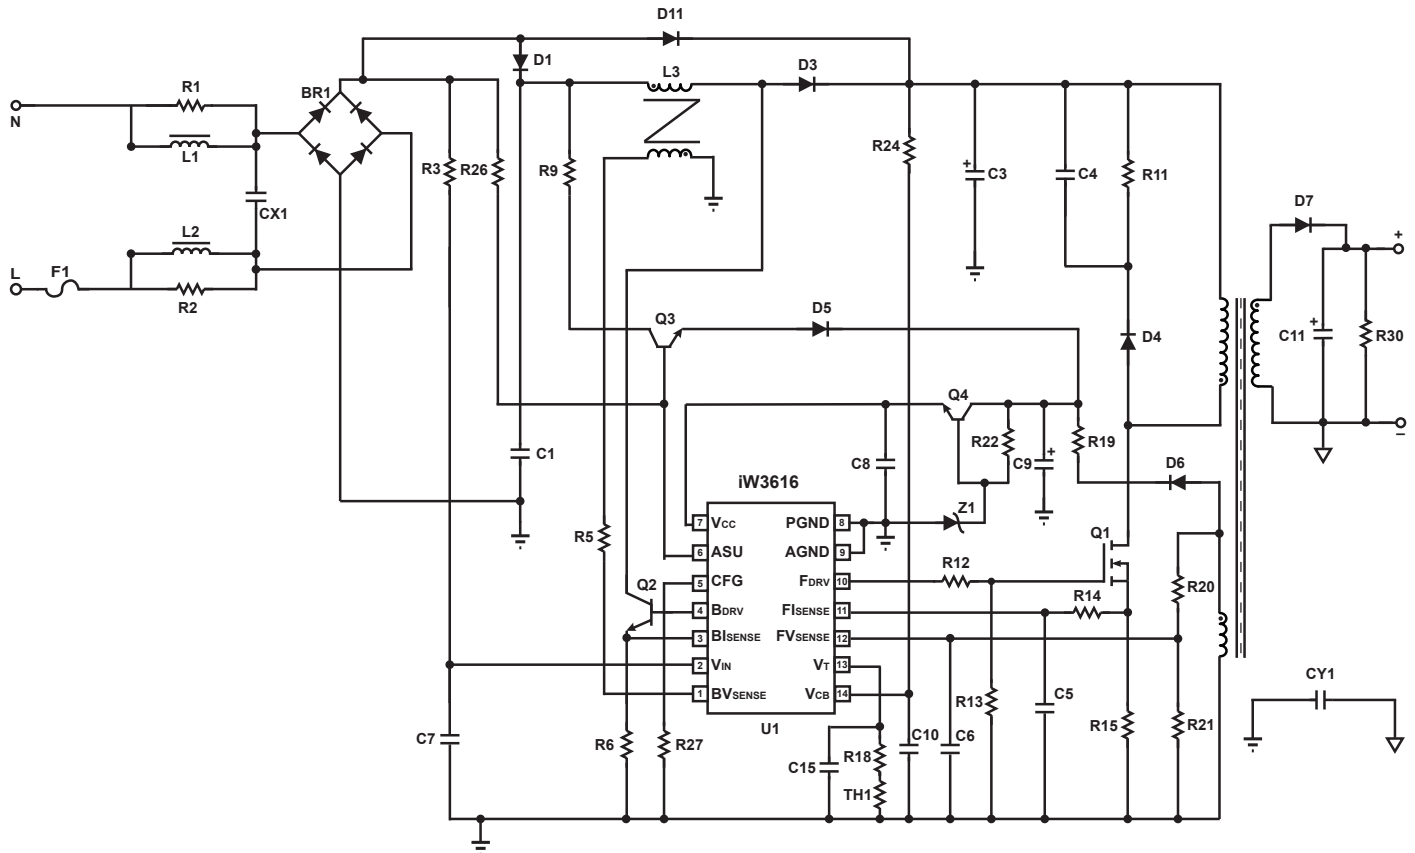 D11
D1
L3
D3
R1
BR1
N
L1
R3
R26
R9
R24
C3
C4
R11
CX1
D7
L2
+
L
F1
R2
Q3
D5
D4
+
C11
R30
–
Q4
R22
C9
+
R19
C1
C8
D6
iW3616
R5
Z1
Q1
7 VCC PGND 8
6 ASU AGND 9
5 CFG FDRV 10
4 BDRV FISENSE 11
3 BISENSE FVSENSE 12
2 VIN VT 13
1 BVSENSE VCB 14
U1
Q2
R12
R14
R20
R13
C5
CY1
C7
R6
R27
C15
R18
TH1
C10
C6
R15
R21
+